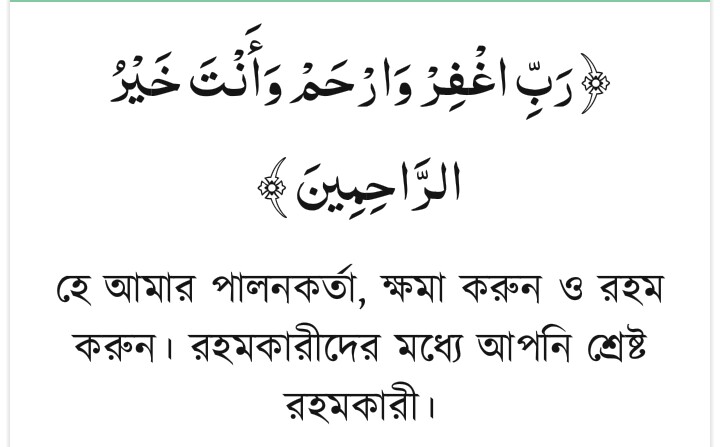 ﴿رَبِّ اغْفِرْ وَارْحَمْ وَأَنْتَ خَيْرُ
الرَّاحِمِينَ﴾
হে আমার পালনকর্তা, ক্ষমা করুন ও রহম
করুন। রহমকারীদের মধ্যে আপনি শ্রেষ্ট
রহমকারী।